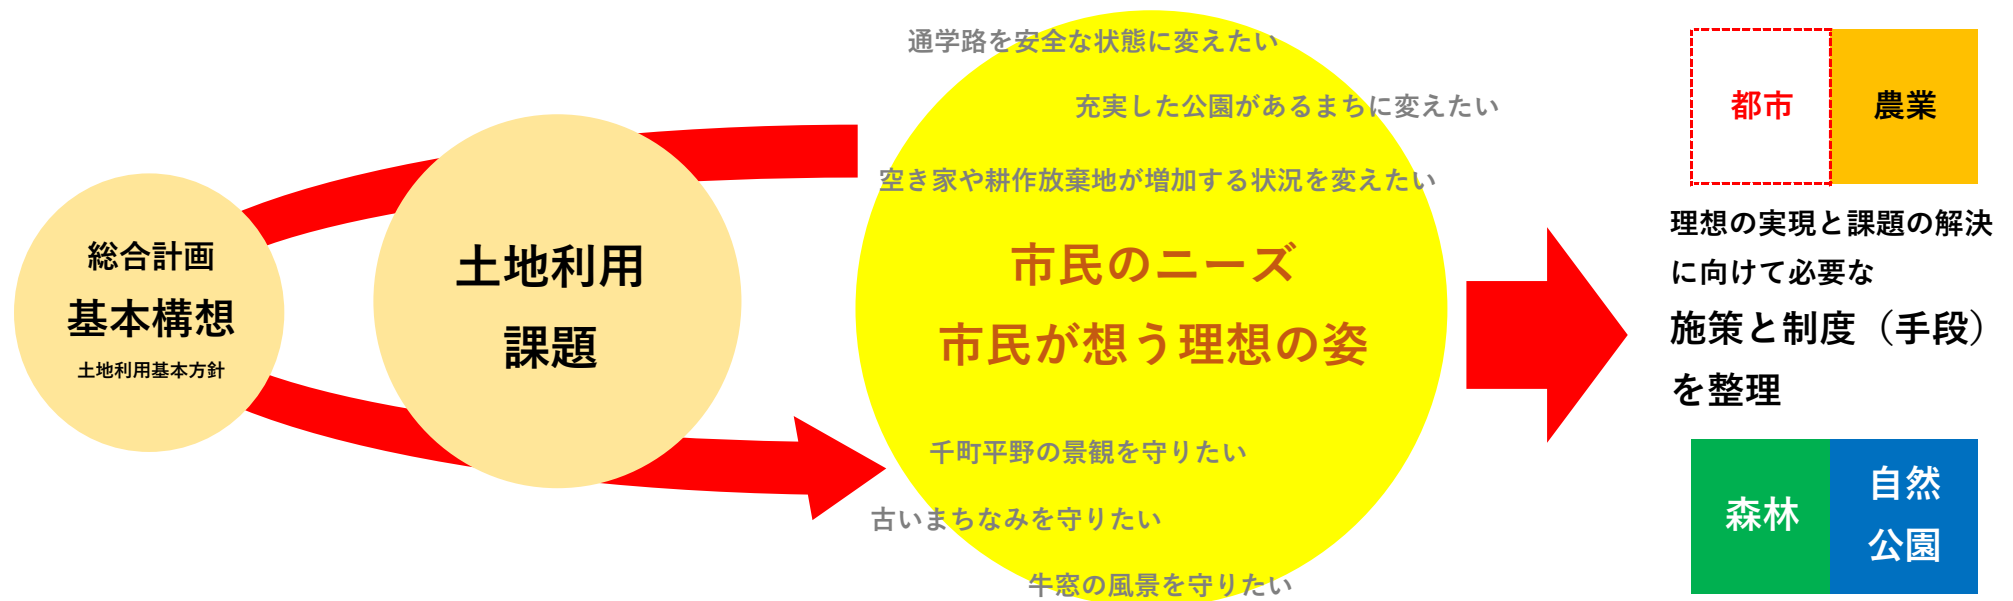 総合計画
基本構想
土地利用基本方針
土地利用
課題
通学路を安全な状態に変えたい
充実した公園があるまちに変えたい
空き家や耕作放棄地が増加する状況を変えたい
市民のニーズ
市民が想う理想の姿
千町平野の景観を守りたい
古いまちなみを守りたい
牛窓の風景を守りたい
都市
農業
理想の実現と課題の解決
に向けて必要な
施策と制度（手段）
を整理
森林
自然
公園